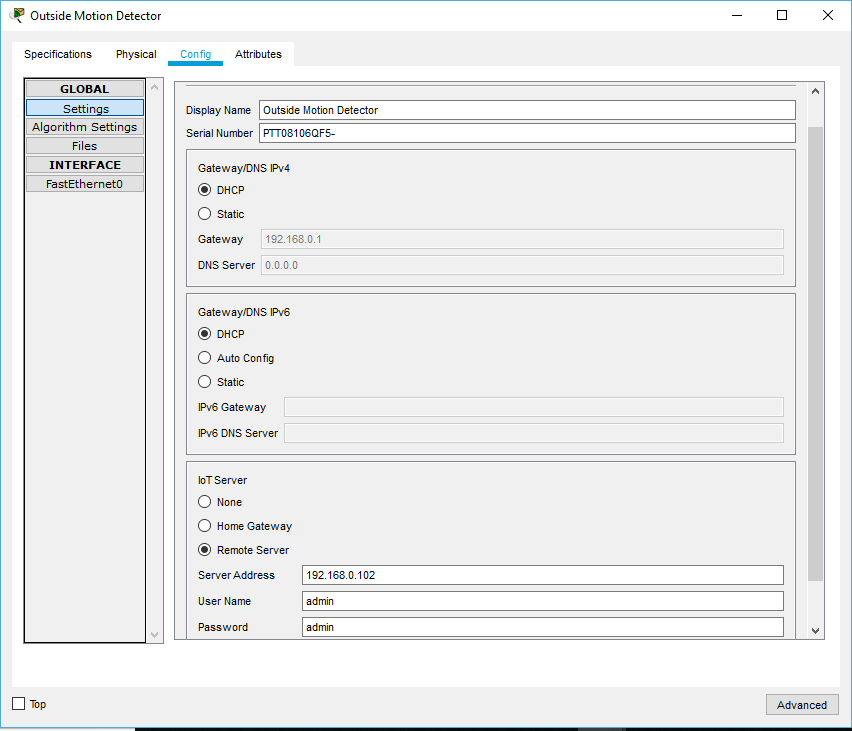 Outside Motion Detector
Specifications Physical Config Attributes
GLOBAL
Settings
Algorithm Settings
Files
INTERFACE
FastEthernet0
Display Name Outside Motion Detector
Serial Number PTT08106QF5-
Gateway/DNS IPv4
DHCP
Static
Gateway 192.168.0.1
DNS Server 0.0.0.0
Gateway/DNS IPv6
DHCP
Auto Config
Static
IPv6 Gateway
IPv6 DNS Server
IoT Server
None
Home Gateway
Remote Server
Server Address 192.168.0.102
User Name admin
Password admin
Top Advanced